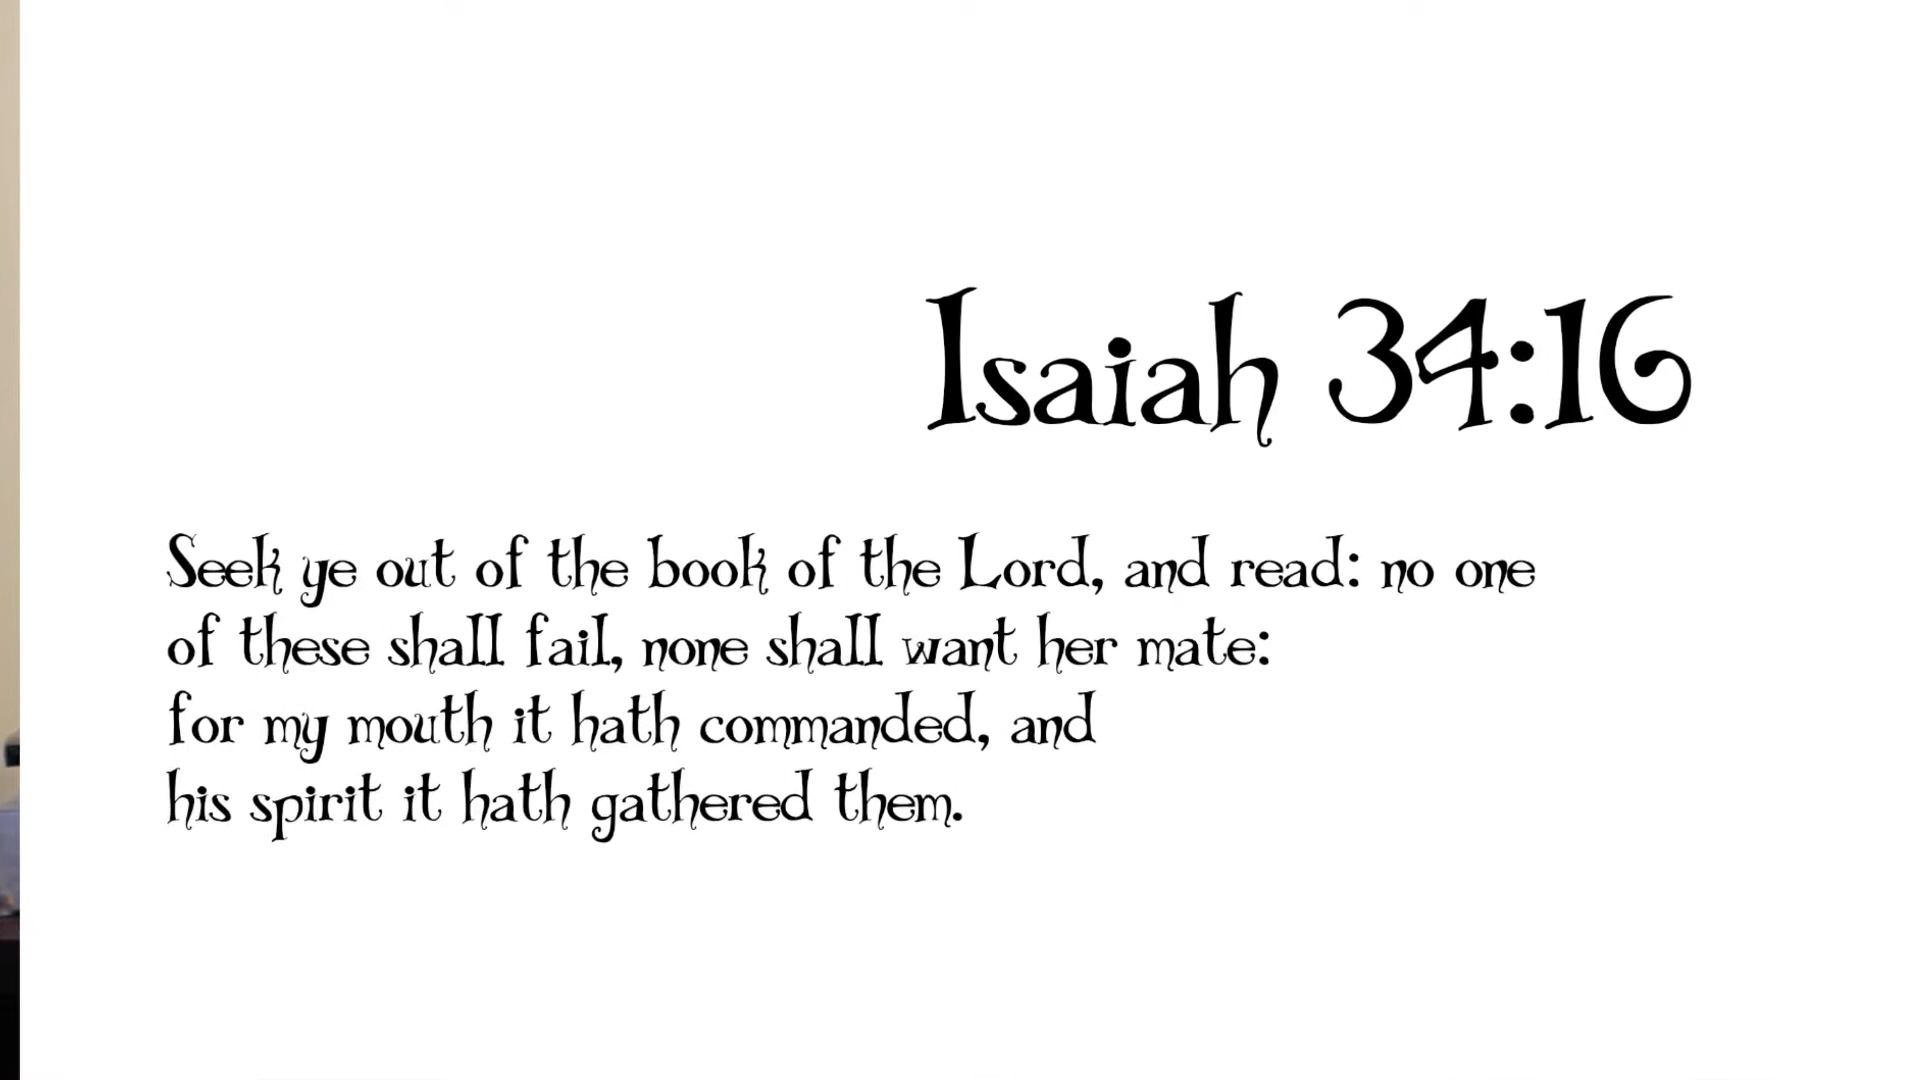 Isaiah 34:16
Seek ye out of the book of the Lord, and read: no one
of these shall fail, none shall want her mate:
for my mouth it hath commanded, and
his spirit it hath gathered them.